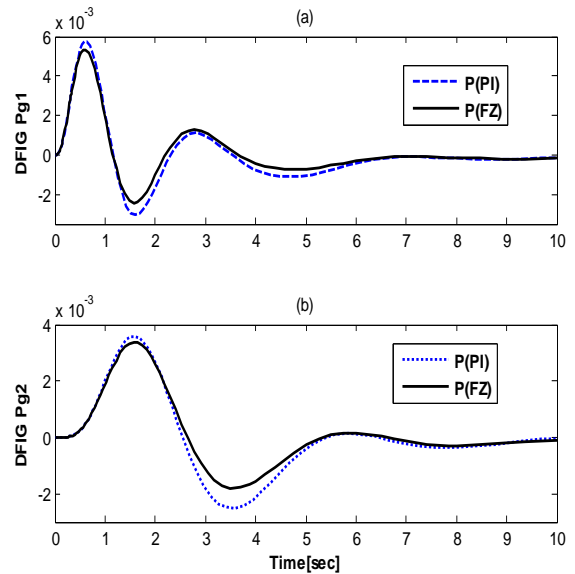 (a)
x 10-3
6
4
2
0
-2
DFIG Pg1
P(PI)
P(FZ)
0 1 2 3 4 5 6 7 8 9 10
(b)
x 10-3
4
2
0
-2
DFIG Pg2
P(PI)
P(FZ)
0 1 2 3 4 5 6 7 8 9 10
Time[sec]